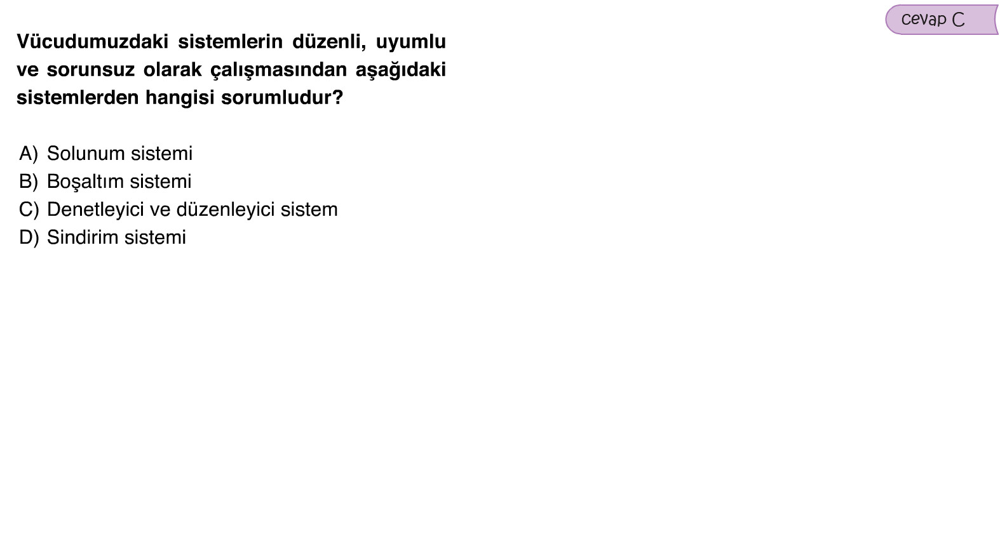 cevap C
Vücudumuzdaki sistemlerin düzenli, uyumlu
ve sorunsuz olarak çalışmasından aşağıdaki
sistemlerden hangisi sorumludur?
A) Solunum sistemi
B) Boşaltım sistemi
C) Denetleyici ve düzenleyici sistem
D) Sindirim sistemi